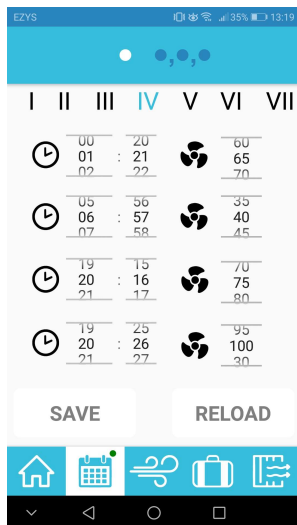 EZYS 35% 13:19
I II III IV V VI VII
00 20 60
01 : 21 65
02 22 70
05 56 35
06 : 57 40
07 58 45
19 15 70
20 : 16 75
21 17 80
19 25 95
20 : 26 100
21 27 30
SAVE RELOAD